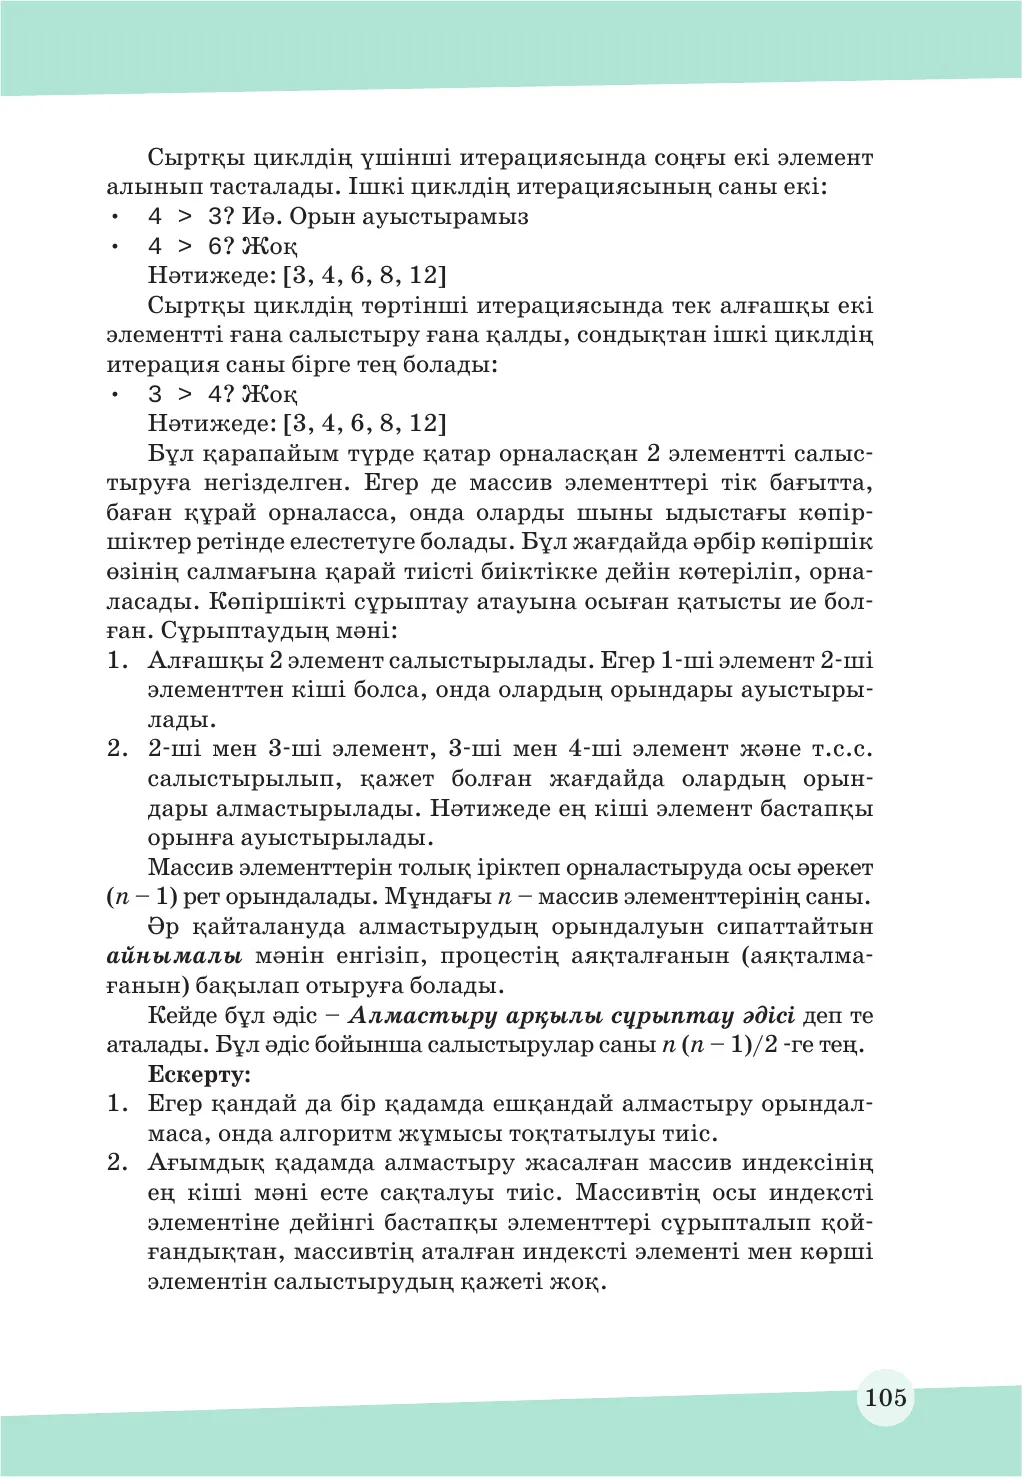 Сыртқы циклдің үшінші итерациясында соңғы екі элемент
алынып тасталады. Ішкі циклдің итерациясының саны екі:
• 4 > 3? Иә. Орын ауыстырамыз
• 4 > 6? Жоқ
Нәтижеде: [3, 4, 6, 8, 12]
Сыртқы циклдің төртінші итерациясында тек алғашқы екі
элементті ғана салыстыру ғана қалды, сондықтан ішкі циклдің
итерация саны бірге тең болады:
• 3 > 4? Жоқ
Нәтижеде: [3, 4, 6, 8, 12]
Бұл қарапайым түрде қатар орналасқан 2 элементті салыс-
тыруға негізделген. Егер де массив элементтері тік бағытта,
баған құрай орналасса, онда оларды шыны ыдыстағы көпір-
шіктер ретінде елестетуге болады. Бұл жағдайда әрбір көпіршік
өзінің салмағына қарай тиісті биіктікке дейін көтеріліп, орна-
ласады. Көпіршікті сұрыптау атауына осыған қатысты ие бол-
ған. Сұрыптаудың мәні:
1. Алғашқы 2 элемент салыстырылады. Егер 1-ші элемент 2-ші
элементтен кіші болса, онда олардың орындары ауыстыры-
лады.
2. 2-ші мен 3-ші элемент, 3-ші мен 4-ші элемент және т.с.с.
салыстырылып, қажет болған жағдайда олардың орын-
дары алмастырылады. Нәтижеде ең кіші элемент бастапқы
орынға ауыстырылады.
Массив элементтерін толық іріктеп орналастыруда осы әрекет
(n – 1) рет орындалады. Мұндағы n – массив элементтерінің саны.
Әр қайталануда алмастырудың орындалуын сипаттайтын
айнымалы мәнін енгізіп, процестің аяқталғанын (аяқталма-
ғанын) бақылап отыруға болады.
Кейде бұл әдіс – Алмастыру арқылы сұрыптау әдісі деп те
аталады. Бұл әдіс бойынша салыстырулар саны n (n – 1)/2 -ге тең.
Ескерту:
1. Егер қандай да бір қадамда ешқандай алмастыру орындал-
маса, онда алгоритм жұмысы тоқтатылуы тиіс.
2. Ағымдық қадамда алмастыру жасалған массив индексінің
ең кіші мәні есте сақталуы тиіс. Массивтің осы индексті
элементіне дейінгі бастапқы элементтері сұрыпталып қой-
ғандықтан, массивтің аталған индексті элементі мен көрші
элементін салыстырудың қажеті жоқ.
105